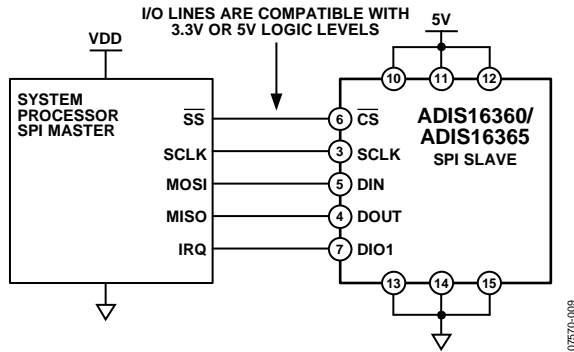 I/O LINES ARE COMPATIBLE WITH
3.3V OR 5V LOGIC LEVELS
VDD
5V
10
11
12
SYSTEM
PROCESSOR
SPI MASTER
ADIS16360/
ADIS16365
SPI SLAVE
SS
6
CS
SCLK
3
SCLK
MOSI
5
DIN
MISO
4
DOUT
IRQ
7
DIO1
13
14
15
07570-009